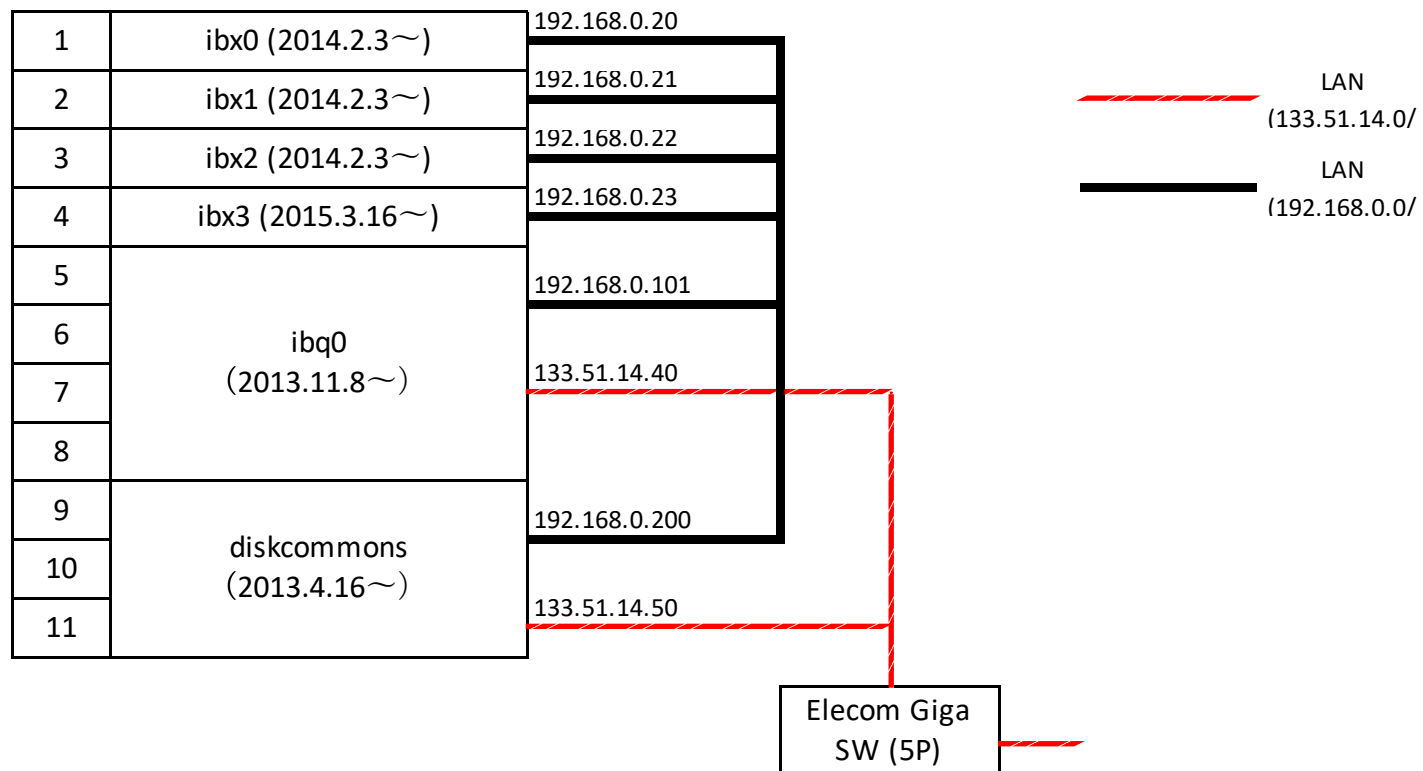 1 ibx0 (2014.2.3～) 192.168.0.20
2 ibx1 (2014.2.3～) 192.168.0.21
3 ibx2 (2014.2.3～) 192.168.0.22
4 ibx3 (2015.3.16～) 192.168.0.23
5
192.168.0.101
6
ibq0
（2013.11.8～）
7
133.51.14.40
8
9
192.168.0.200
diskcommons
10
（2013.4.16～）
11
133.51.14.50
Elecom Giga
SW (5P)
LAN
(133.51.14.0/
LAN
(192.168.0.0/